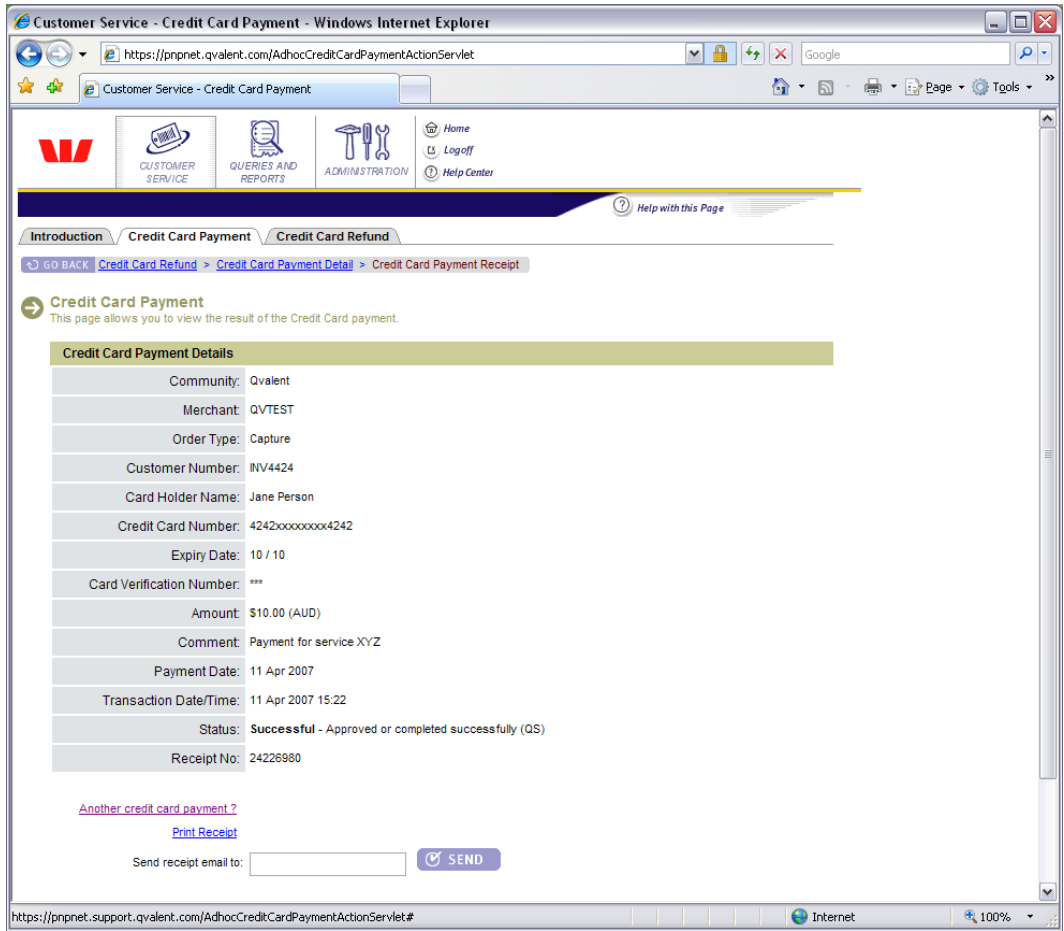 Customer Service - Credit Card Payment - Windows Internet Explorer
https://pnpnet.qvalent.com/AdhocCreditCardPaymentActionServlet
Google
Customer Service - Credit Card Payment
Page
Tools
»
CUSTOMER SERVICE
QUERIES AND REPORTS
ADMINISTRATION
Home
Logoff
Help Center
Help with this Page
Introduction
Credit Card Payment
Credit Card Refund
GO BACK Credit Card Refund > Credit Card Payment Detail > Credit Card Payment Receipt
Credit Card Payment
This page allows you to view the result of the Credit Card payment.
Credit Card Payment Details
Community: Qvalent
Merchant: QVTEST
Order Type: Capture
Customer Number: INV4424
Card Holder Name: Jane Person
Credit Card Number: 4242xxxxxxxx4242
Expiry Date: 10 / 10
Card Verification Number: ***
Amount: $10.00 (AUD)
Comment: Payment for service XYZ
Payment Date: 11 Apr 2007
Transaction Date/Time: 11 Apr 2007 15:22
Status: Successful - Approved or completed successfully (QS)
Receipt No: 24226980
Another credit card payment ?
Print Receipt
Send receipt email to:
SEND
https://pnpnet.support.qvalent.com/AdhocCreditCardPaymentActionServlet#
Internet
100%